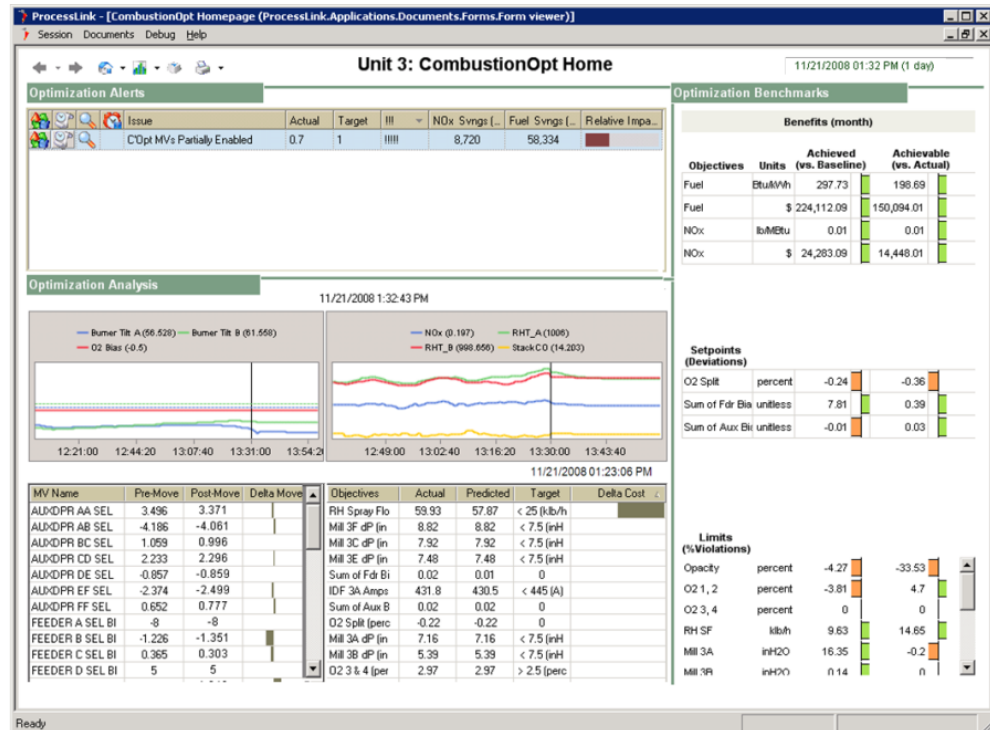 ProcessLink - [CombustionOpt Homepage (ProcessLink.Applications.Documents.Forms.Form viewer)]
Session Documents Debug Help
Unit 3: CombustionOpt Home
11/21/2008 01:32 PM (1 day)
Optimization Alerts
Issue Actual Target !!! NOx Svngs (... Fuel Svngs (... Relative Impa...
C'Opt MVs Partially Enabled 0.7 1 !!!!! 8,720 58,334
Optimization Analysis
11/21/2008 1:32:43 PM
Burner Tilt A (56.528) Burner Tilt B (61.558)
O2 Bias (-0.5)
12:21:00 12:44:20 13:07:40 13:31:00 13:54:2
NOx (0.197) RHT_A (1006)
RHT_B (998.656) Stack CO (14.203)
12:49:00 13:02:40 13:16:20 13:30:00 13:43:40
11/21/2008 01:23:06 PM
MV Name Pre-Move Post-Move Delta Move
AUXDPR AA SEL 3.496 3.371
AUXDPR AB SEL -4.186 -4.061
AUXDPR BC SEL 1.059 0.996
AUXDPR CD SEL 2.233 2.296
AUXDPR DE SEL -0.857 -0.859
AUXDPR EF SEL -2.374 -2.499
AUXDPR FF SEL 0.652 0.777
FEEDER A SEL BI -8 -8
FEEDER B SEL BI -1.226 -1.351
FEEDER C SEL BI 0.365 0.303
FEEDER D SEL BI 5 5
Objectives Actual Predicted Target Delta Cost
RH Spray Flo 59.93 57.87 < 25 (klb/h
Mill 3F dP (in 8.82 8.82 < 7.5 (inH
Mill 3C dP (in 7.92 7.92 < 7.5 (inH
Mill 3E dP (in 7.48 7.48 < 7.5 (inH
Sum of Fdr Bi 0.02 0.01 0
IDF 3A Amps 431.8 430.5 < 445 (A)
Sum of Aux B 0.02 0.02 0
O2 Split (perc -0.22 -0.22 0
Mill 3A dP (in 7.16 7.16 < 7.5 (inH
Mill 3B dP (in 5.39 5.39 < 7.5 (inH
O2 3 & 4 (per 2.97 2.97 > 2.5 (perc
Optimization Benchmarks
Benefits (month)
Objectives Units Achieved (vs. Baseline) Achievable (vs. Actual)
Fuel Btu/kWh 297.73 198.69
Fuel $ 224,112.09 150,094.01
NOx lb/MBtu 0.01 0.01
NOx $ 24,283.09 14,448.01
Setpoints
(Deviations)
O2 Split percent -0.24 -0.36
Sum of Fdr Bia unitless 7.81 0.39
Sum of Aux Bia unitless -0.01 0.03
Limits
(%Violations)
Opacity percent -4.27 -33.53
O2 1, 2 percent -3.81 4.7
O2 3, 4 percent 0 0
RH SF klb/h 9.63 14.65
Mill 3A inH2O 16.35 -0.2
Mill 3B inH2O 0.14 0
Ready